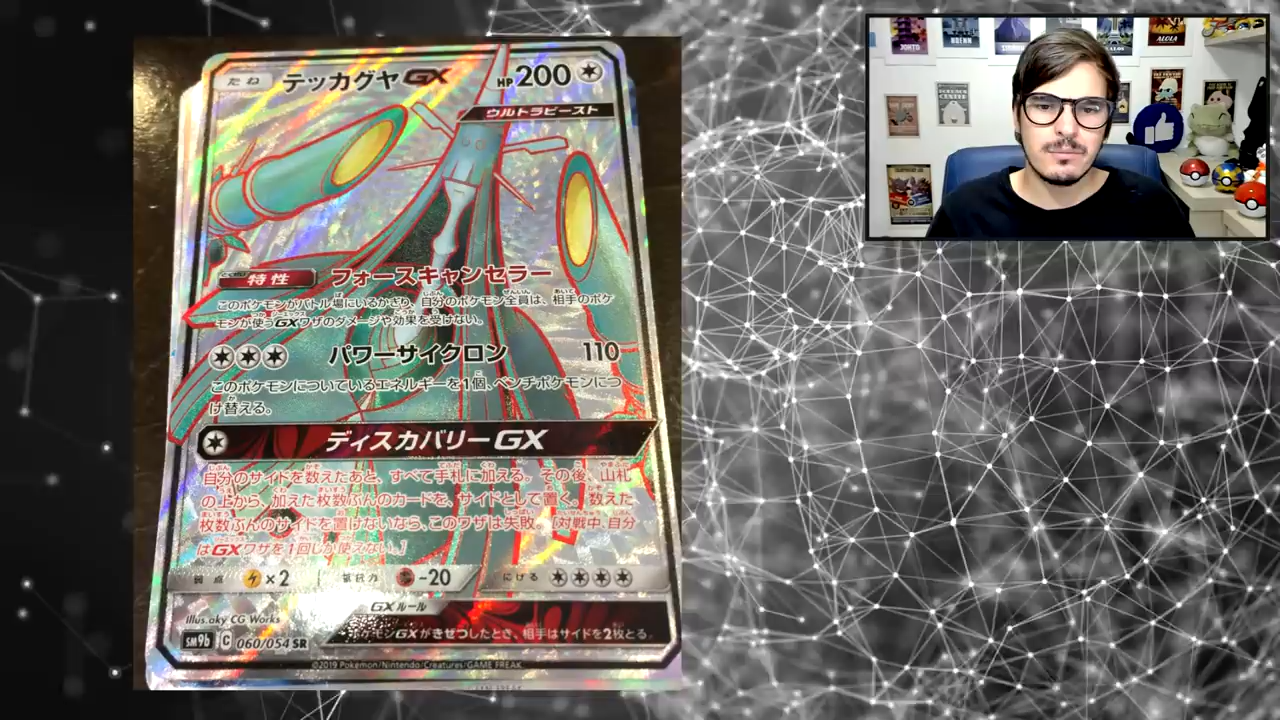 たね テッカグヤGX HP200
ウルトラビースト
特性 フォースキャンセラー
このポケモンがバトル場にいるかぎり、自分のポケモン全員は、相手のポケ
モンが使うGXワザのダメージや効果を受けない。
パワーサイクロン 110
このポケモンについているエネルギーを1個、ベンチポケモンにつ
け替える。
ディスカバリーGX
自分のサイドを数えたあと、すべて手札に加える。その後、山札
の上から、加えた枚数ぶんのカードを、サイドとして置く。数えた
枚数ぶんのサイドを置けないなら、このワザは失敗。［対戦中、自分
はGXワザを1回しか使えない。］
弱点 ×2 抵抗力 -20 にげる
GXルール
Illus.aky CG Works
ポケモンGXがきぜつしたとき、相手はサイドを2枚とる。
SM9b C 060/054 SR
©2019 Pokémon/Nintendo/Creatures/GAME FREAK.
JOHTO
ALOLA